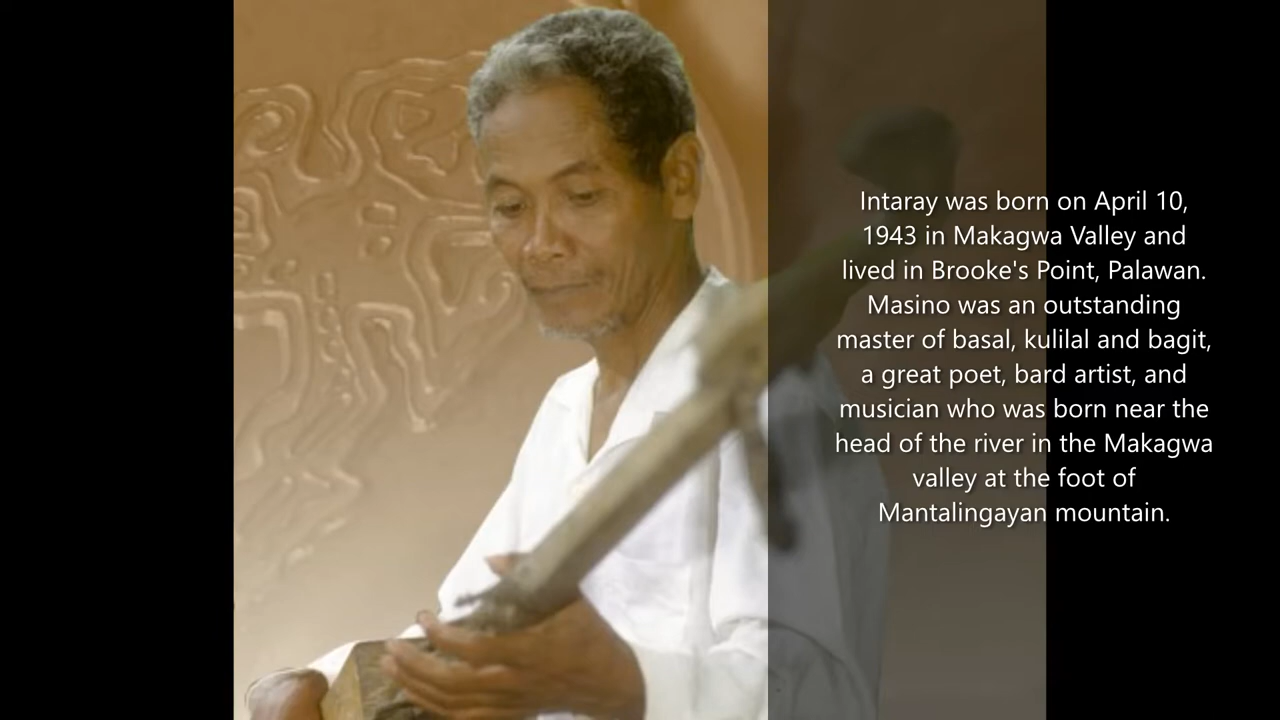 Intaray was born on April 10,
1943 in Makagwa Valley and
lived in Brooke's Point, Palawan.
Masino was an outstanding
master of basal, kulilal and bagit,
a great poet, bard artist, and
musician who was born near the
head of the river in the Makagwa
valley at the foot of
Mantalingayan mountain.